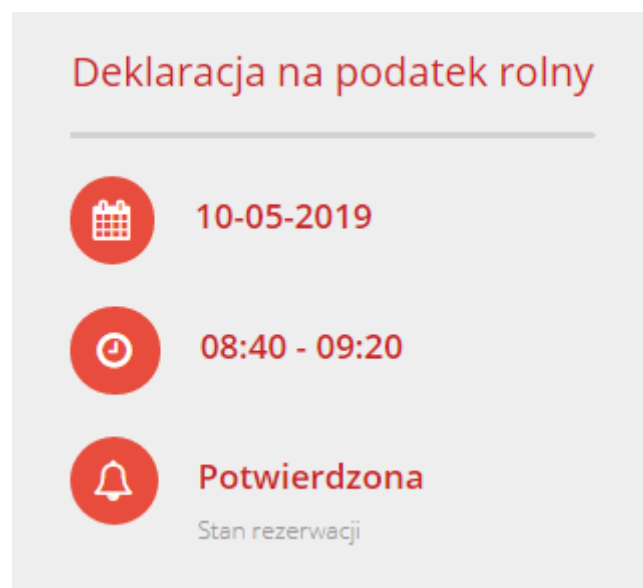 Deklaracja na podatek rolny
10-05-2019
08:40 - 09:20
Potwierdzona
Stan rezerwacji